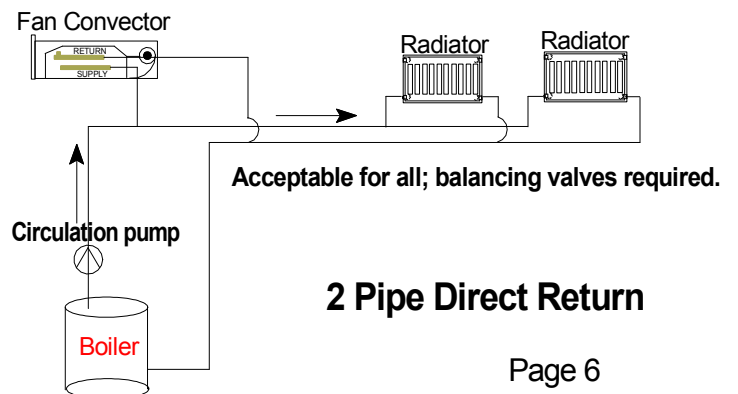 Fan Convector
RETURN
SUPPLY
Radiator
Radiator
Acceptable for all; balancing valves required.
Circulation pump
2 Pipe Direct Return
Boiler
Page 6